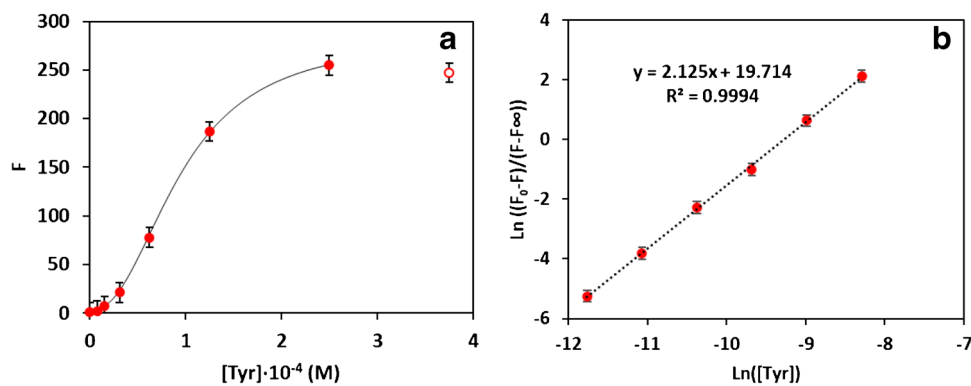 a
300
250
200
150
100
50
0
F
0 1 2 3 4
[Tyr]·10⁻⁴ (M)
b
y = 2.125x + 19.714
R² = 0.9994
4
2
0
-2
-4
-6
Ln ((F₀-F)/(F-F∞))
-12 -11 -10 -9 -8 -7
Ln([Tyr])